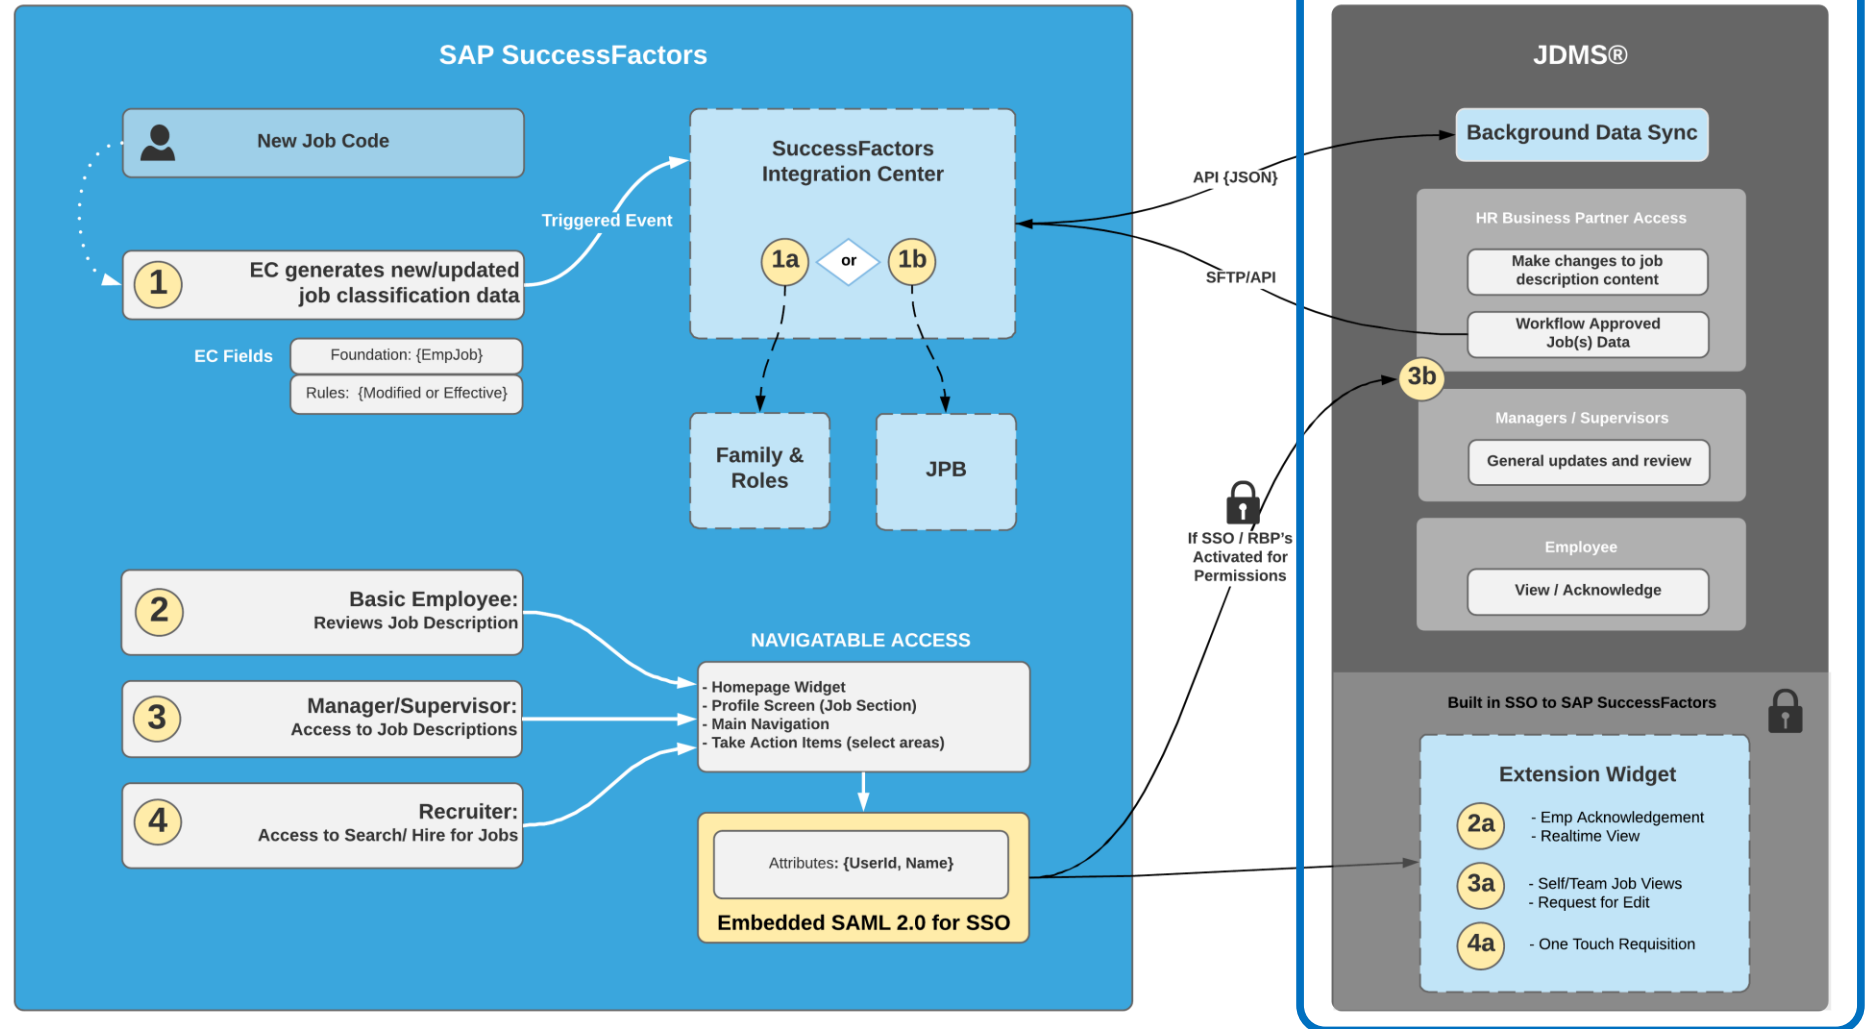 SAP SuccessFactors
New Job Code
1
EC generates new/updated
job classification data
EC Fields
Foundation: {EmpJob}
Rules: {Modified or Effective}
Triggered Event
SuccessFactors
Integration Center
1a
or
1b
Family &
Roles
JPB
2
Basic Employee:
Reviews Job Description
3
Manager/Supervisor:
Access to Job Descriptions
4
Recruiter:
Access to Search/ Hire for Jobs
NAVIGATABLE ACCESS
- Homepage Widget
- Profile Screen (Job Section)
- Main Navigation
- Take Action Items (select areas)
Attributes: {UserId, Name}
Embedded SAML 2.0 for SSO
API {JSON}
SFTP/API
If SSO / RBP's
Activated for
Permissions
JDMS®
Background Data Sync
HR Business Partner Access
Make changes to job
description content
Workflow Approved
Job(s) Data
3b
Managers / Supervisors
General updates and review
Employee
View / Acknowledge
Built in SSO to SAP SuccessFactors
Extension Widget
2a
- Emp Acknowledgement
- Realtime View
3a
- Self/Team Job Views
- Request for Edit
4a
- One Touch Requisition